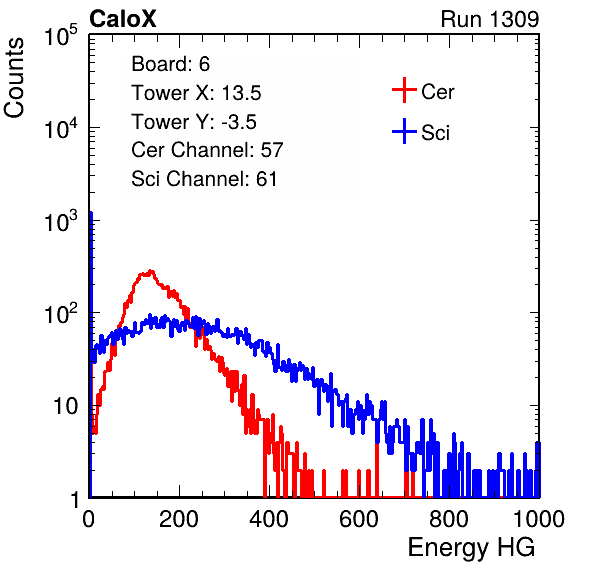 CaloX Run 1309
Counts
Board: 6
Tower X: 13.5
Tower Y: -3.5
Cer Channel: 57
Sci Channel: 61
Cer
Sci
10^5
10^4
10^3
10^2
10
1
0 200 400 600 800 1000
Energy HG